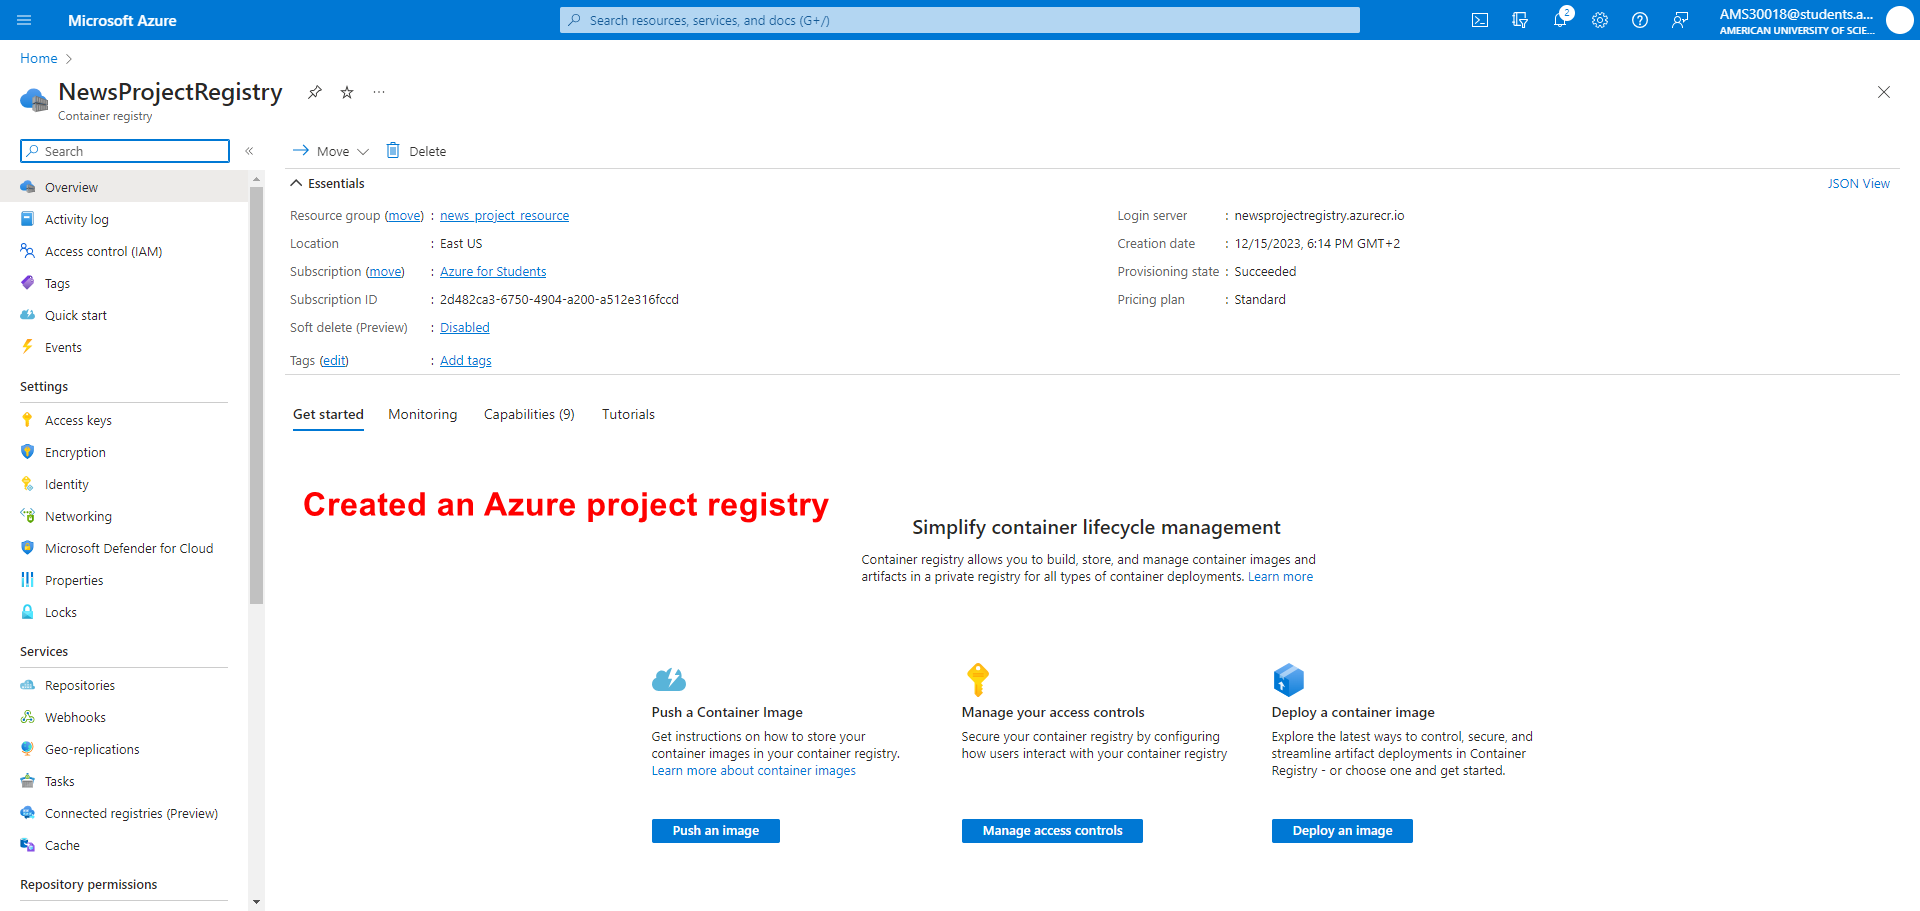 Microsoft Azure
Search resources, services, and docs (G+/)
2
AMS30018@students.a...
AMERICAN UNIVERSITY OF SCIE...
Home
NewsProjectRegistry
Container registry
Search
Move
Delete
Overview
Activity log
Access control (IAM)
Tags
Quick start
Events
Settings
Access keys
Encryption
Identity
Networking
Microsoft Defender for Cloud
Properties
Locks
Services
Repositories
Webhooks
Geo-replications
Tasks
Connected registries (Preview)
Cache
Repository permissions
Essentials
JSON View
Resource group (move) : news_project_resource
Location : East US
Subscription (move) : Azure for Students
Subscription ID : 2d482ca3-6750-4904-a200-a512e316fccd
Soft delete (Preview) : Disabled
Tags (edit) : Add tags
Login server : newsprojectregistry.azurecr.io
Creation date : 12/15/2023, 6:14 PM GMT+2
Provisioning state : Succeeded
Pricing plan : Standard
Get started
Monitoring
Capabilities (9)
Tutorials
Created an Azure project registry
Simplify container lifecycle management
Container registry allows you to build, store, and manage container images and
artifacts in a private registry for all types of container deployments. Learn more
Push a Container Image
Get instructions on how to store your
container images in your container registry.
Learn more about container images
Push an image
Manage your access controls
Secure your container registry by configuring
how users interact with your container registry
Manage access controls
Deploy a container image
Explore the latest ways to control, secure, and
streamline artifact deployments in Container
Registry - or choose one and get started.
Deploy an image